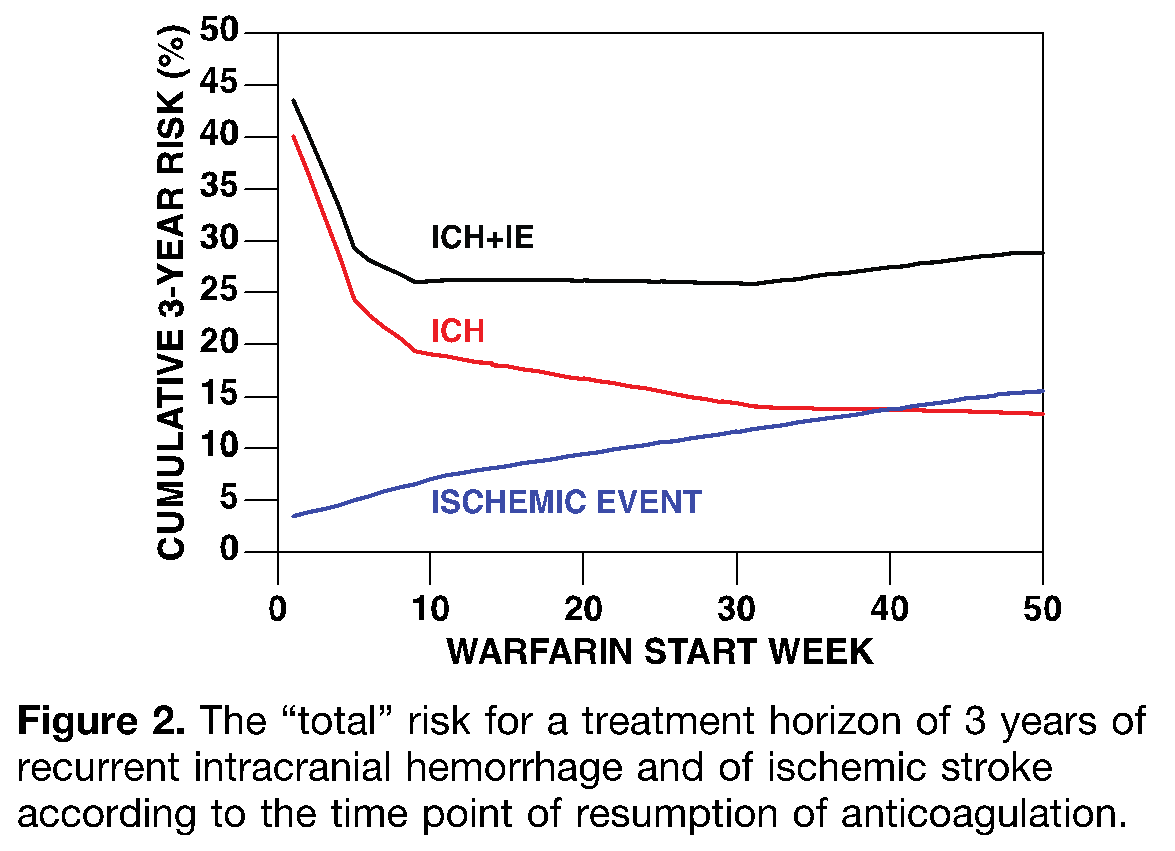 CUMULATIVE 3-YEAR RISK (%)
50
45
40
35
30
25
20
15
10
5
0
ICH+IE
ICH
ISCHEMIC EVENT
0 10 20 30 40 50
WARFARIN START WEEK
Figure 2. The “total” risk for a treatment horizon of 3 years of
recurrent intracranial hemorrhage and of ischemic stroke
according to the time point of resumption of anticoagulation.